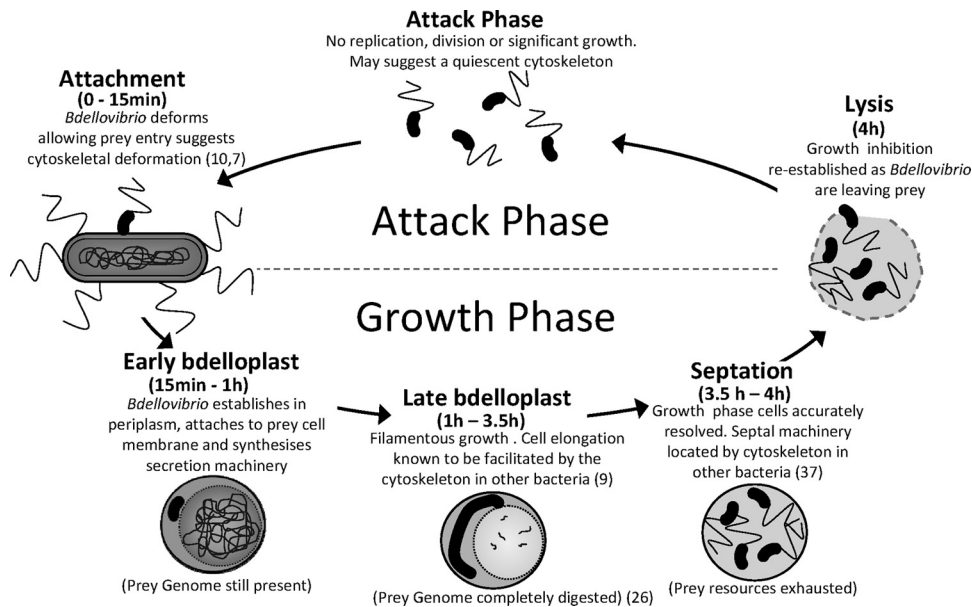 Attack Phase
No replication, division or significant growth.
May suggest a quiescent cytoskeleton
Attachment
(0 - 15min)
Bdellovibrio deforms
allowing prey entry suggests
cytoskeletal deformation (10,7)
Lysis
(4h)
Growth inhibition
re-established as Bdellovibrio
are leaving prey
Attack Phase
Growth Phase
Early bdelloplast
(15min - 1h)
Bdellovibrio establishes in
periplasm, attaches to prey cell
membrane and synthesises
secretion machinery
(Prey Genome still present)
Late bdelloplast
(1h – 3.5h)
Filamentous growth . Cell elongation
known to be facilitated by the
cytoskeleton in other bacteria (9)
(Prey Genome completely digested) (26)
Septation
(3.5 h – 4h)
Growth phase cells accurately
resolved. Septal machinery
located by cytoskeleton in
other bacteria (37)
(Prey resources exhausted)